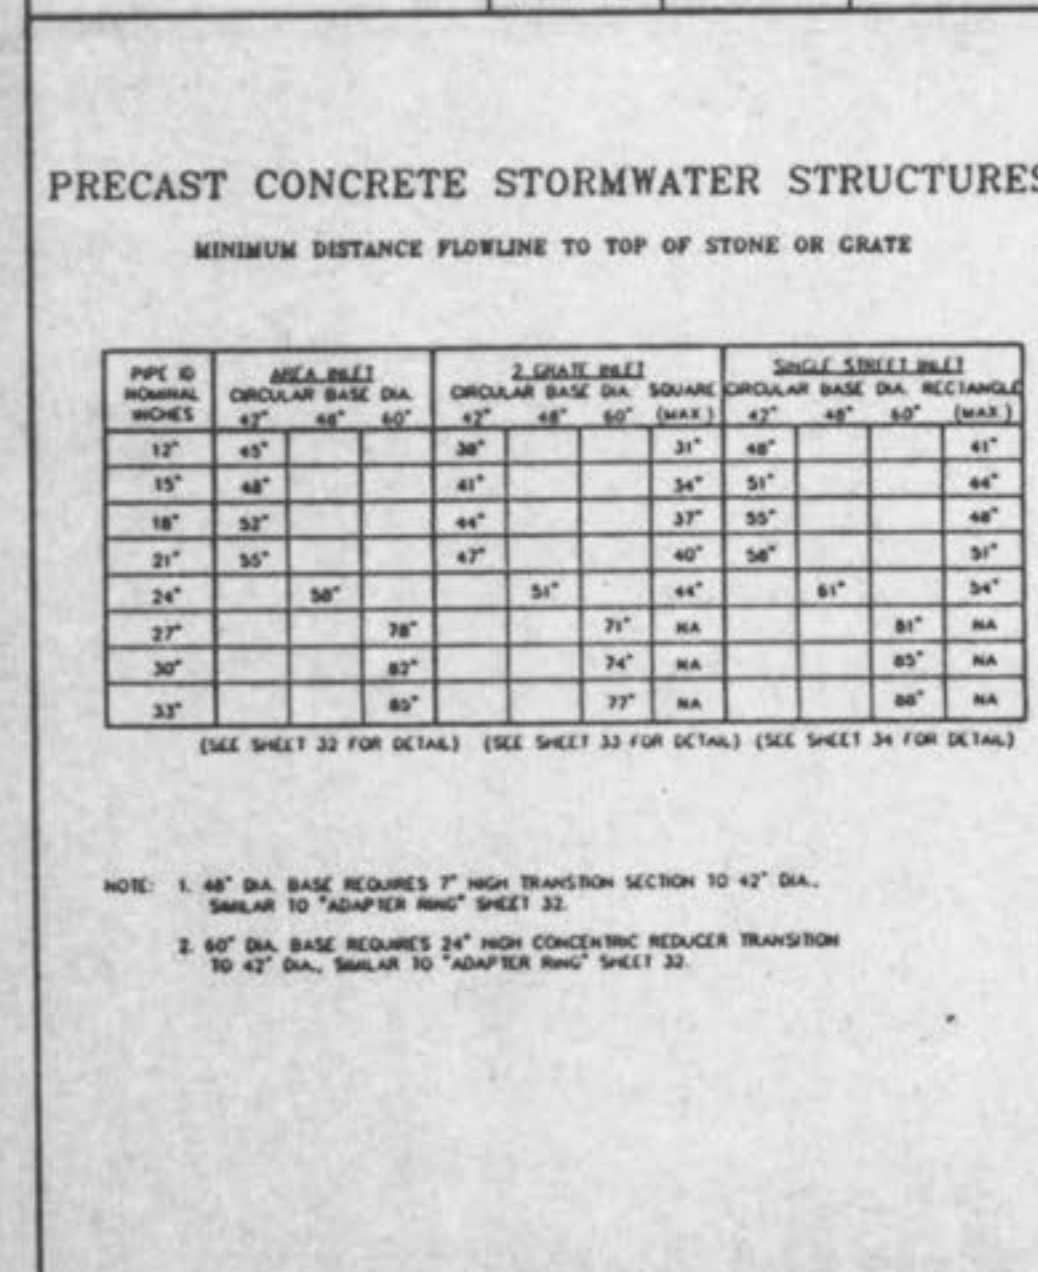 PRECAST CONCRETE STORMWATER STRUCTURES
MINIMUM DISTANCE FLOWLINE TO TOP OF STONE OR GRATE
PIPE ID NOMINAL INCHES
AREA INLET
CIRCULAR BASE DIA.
42" 48" 60"
2 GRATE INLET
CIRCULAR BASE DIA. SQUARE
42" 48" 60" (MAX.)
SINGLE STREET INLET
CIRCULAR BASE DIA. RECTANGLE
42" 48" 60" (MAX.)
12" 45" 38" 31" 48" 41"
15" 48" 41" 34" 51" 44"
18" 52" 44" 37" 55" 48"
21" 55" 47" 40" 58" 51"
24" 58" 51" 44" 61" 54"
27" 78" 71" NA 81" NA
30" 82" 74" NA 85" NA
33" 85" 77" NA 88" NA
(SEE SHEET 32 FOR DETAIL) (SEE SHEET 33 FOR DETAIL) (SEE SHEET 34 FOR DETAIL)
NOTE: 1. 48" DIA. BASE REQUIRES 7" HIGH TRANSTION SECTION TO 42" DIA.,
SIMILAR TO "ADAPTER RING" SHEET 32.
2. 60" DIA. BASE REQUIRES 24" HIGH CONCENTRIC REDUCER TRANSITION
TO 42" DIA., SIMILAR TO "ADAPTER RING" SHEET 32.